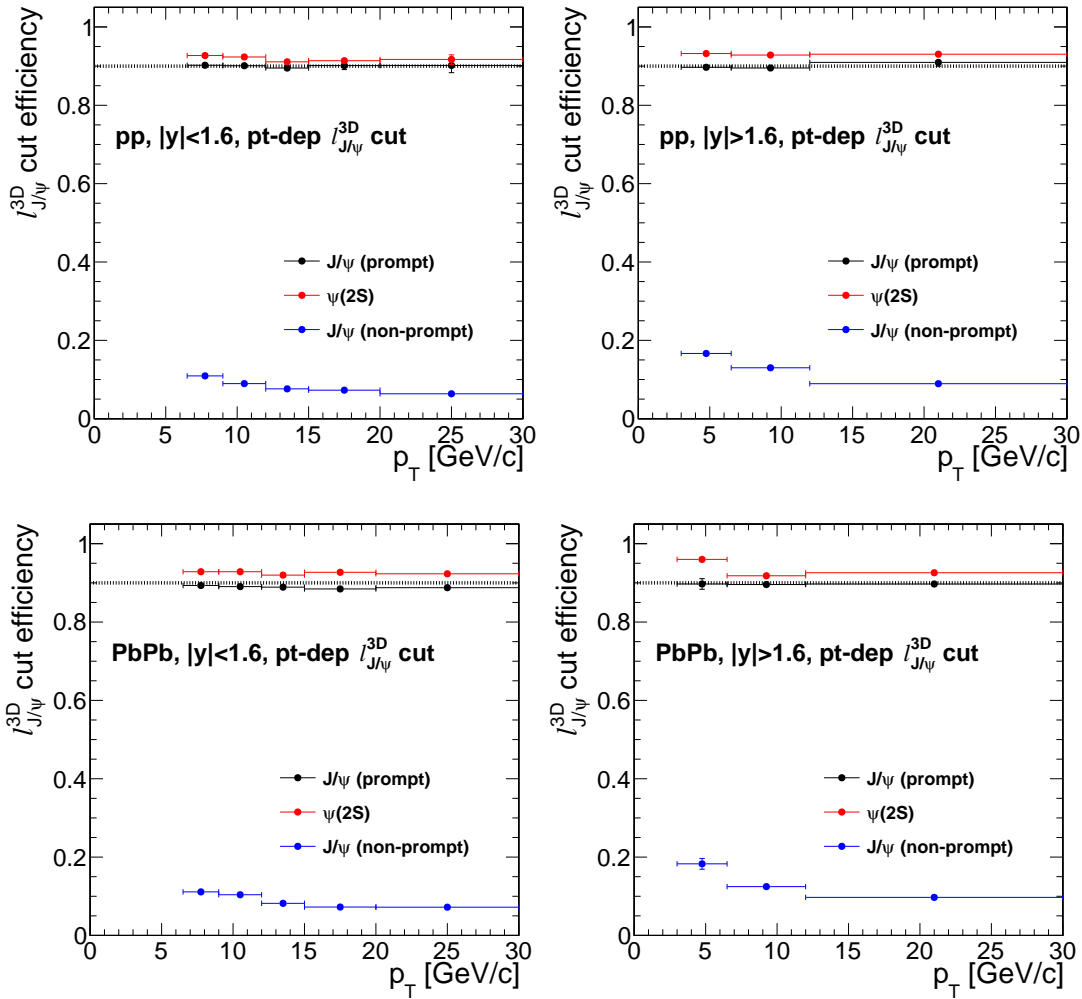 l^3D_J/ψ cut efficiency
1
0.8
0.6
0.4
0.2
0
pp, |y|<1.6, pt-dep l^3D_J/ψ cut
J/ψ (prompt)
ψ(2S)
J/ψ (non-prompt)
0 5 10 15 20 25 30
p_T [GeV/c]
l^3D_J/ψ cut efficiency
1
0.8
0.6
0.4
0.2
0
pp, |y|>1.6, pt-dep l^3D_J/ψ cut
J/ψ (prompt)
ψ(2S)
J/ψ (non-prompt)
0 5 10 15 20 25 30
p_T [GeV/c]
l^3D_J/ψ cut efficiency
1
0.8
0.6
0.4
0.2
0
PbPb, |y|<1.6, pt-dep l^3D_J/ψ cut
J/ψ (prompt)
ψ(2S)
J/ψ (non-prompt)
0 5 10 15 20 25 30
p_T [GeV/c]
l^3D_J/ψ cut efficiency
1
0.8
0.6
0.4
0.2
0
PbPb, |y|>1.6, pt-dep l^3D_J/ψ cut
J/ψ (prompt)
ψ(2S)
J/ψ (non-prompt)
0 5 10 15 20 25 30
p_T [GeV/c]